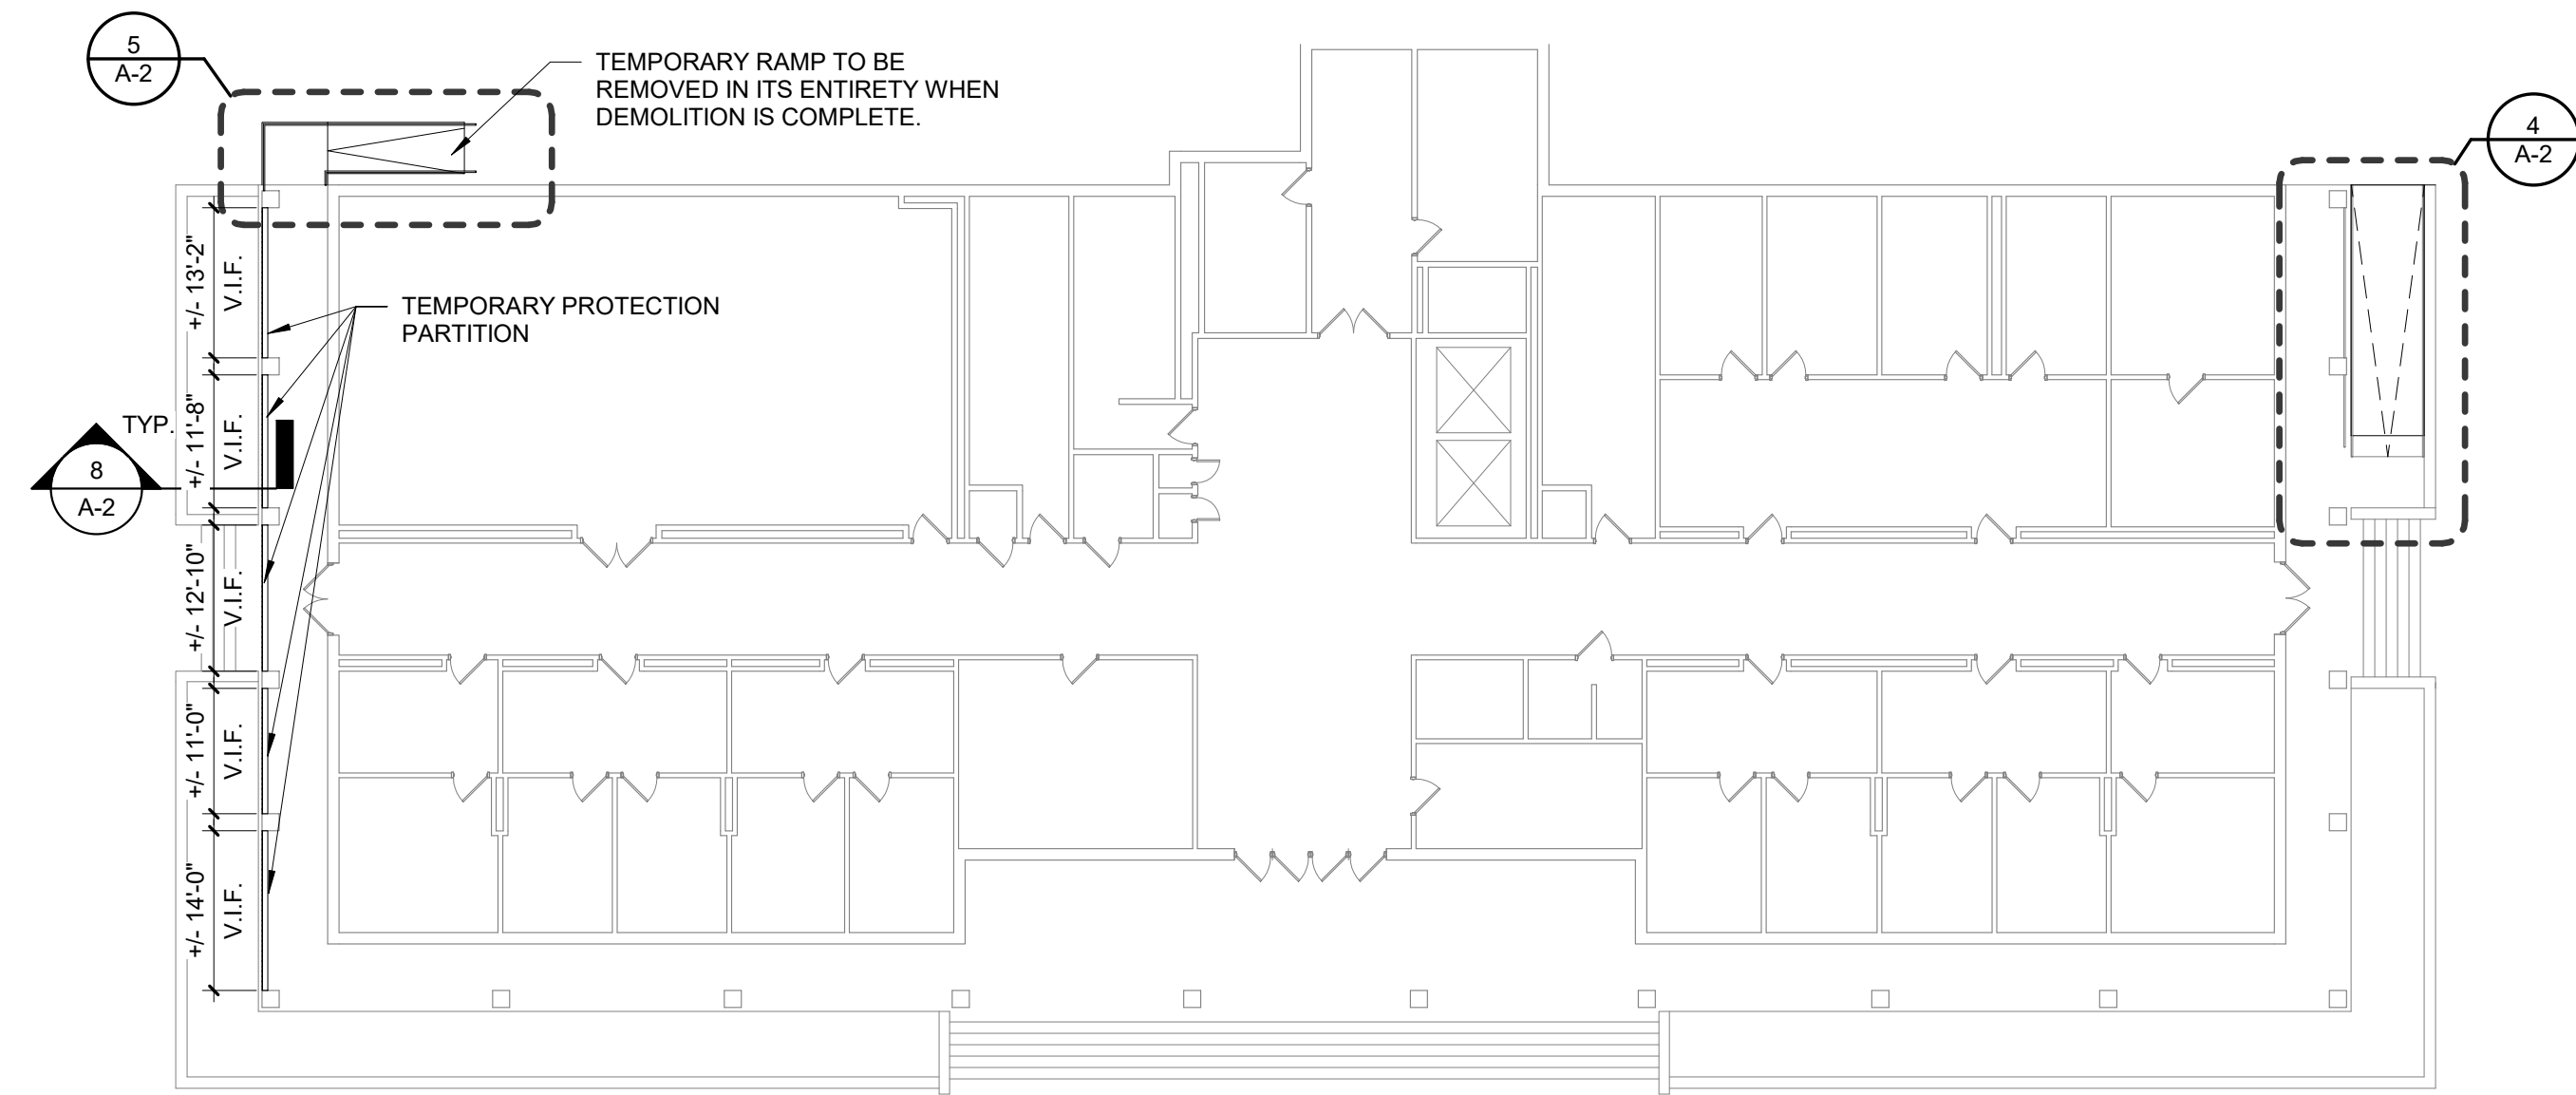 5
A-2
TEMPORARY RAMP TO BE
REMOVED IN ITS ENTIRETY WHEN
DEMOLITION IS COMPLETE.
4
A-2
+/- 13'-2"
V.I.F.
TEMPORARY PROTECTION
PARTITION
TYP.
8
A-2
+/- 11'-8"
V.I.F.
+/- 12'-10"
V.I.F.
+/- 11'-0"
V.I.F.
+/- 14'-0"
V.I.F.